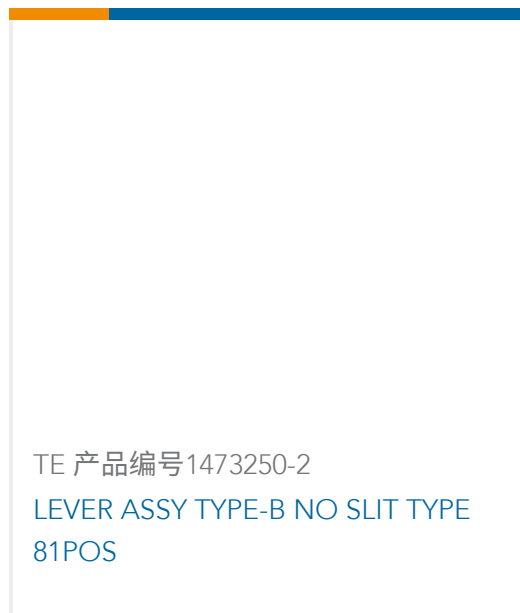 TE 产品编号1473250-2
LEVER ASSY TYPE-B NO SLIT TYPE
81POS